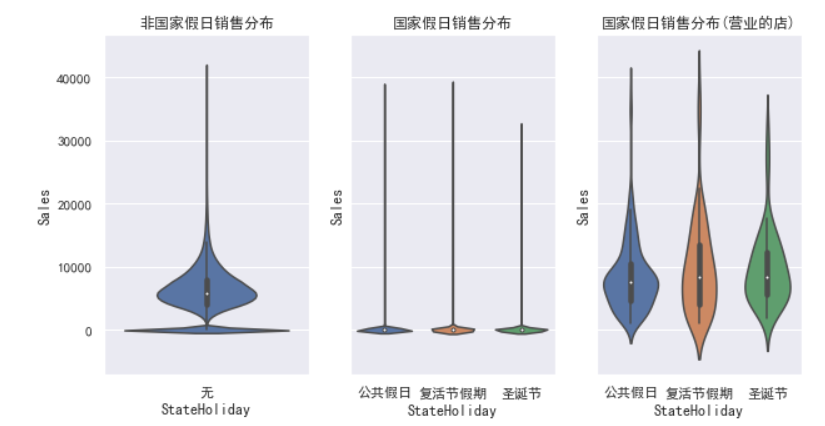 非国家假日销售分布
国家假日销售分布
国家假日销售分布(营业的店)
40000
30000
20000
10000
0
Sales
Sales
Sales
无
公共假日 复活节假期 圣诞节
公共假日 复活节假期 圣诞节
StateHoliday
StateHoliday
StateHoliday